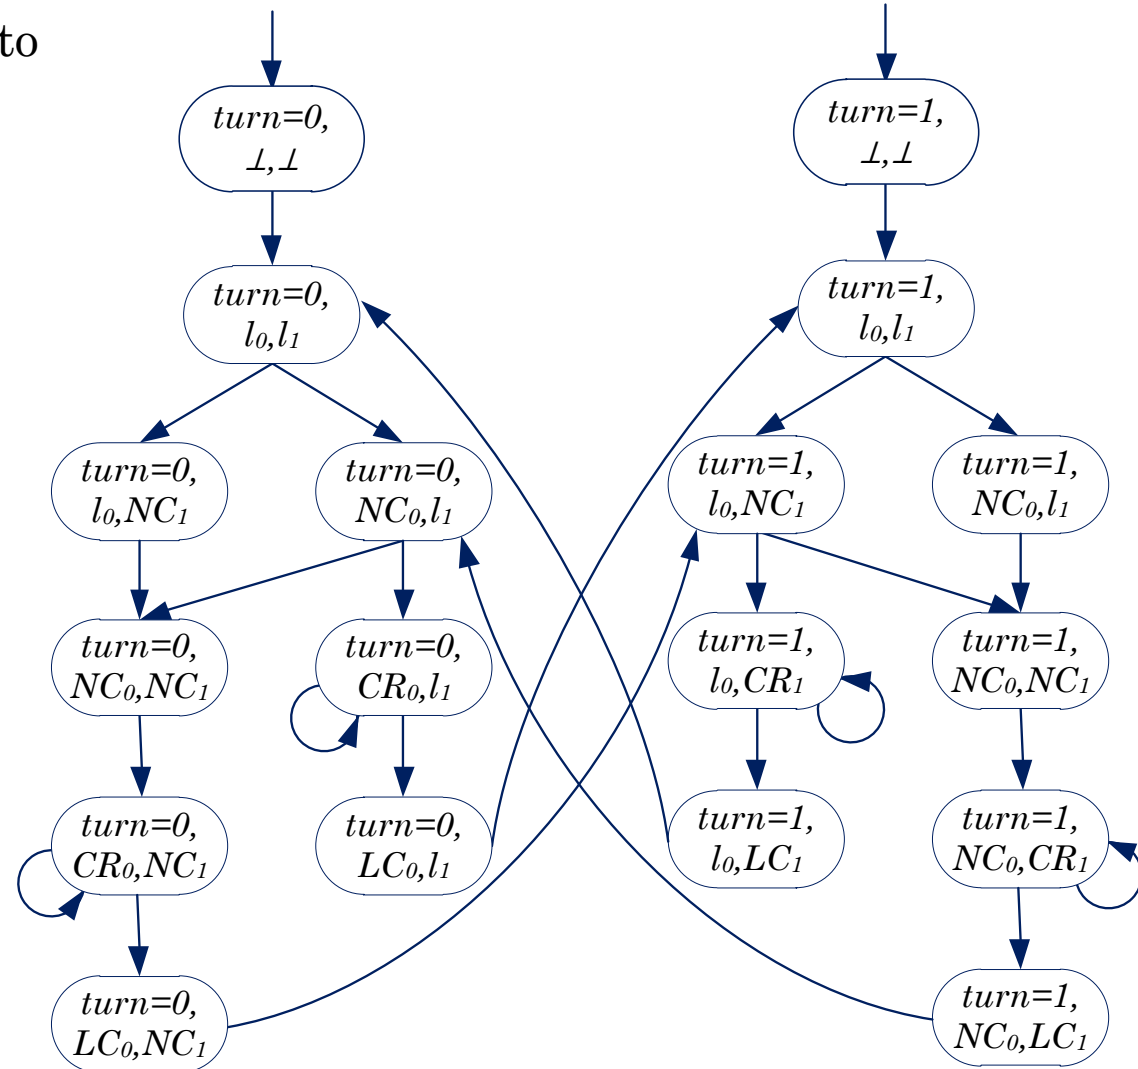 to
turn=0,
⊥,⊥
turn=1,
⊥,⊥
turn=0,
l₀,l₁
turn=1,
l₀,l₁
turn=0,
l₀,NC₁
turn=0,
NC₀,l₁
turn=1,
l₀,NC₁
turn=1,
NC₀,l₁
turn=0,
NC₀,NC₁
turn=0,
CR₀,l₁
turn=1,
l₀,CR₁
turn=1,
NC₀,NC₁
turn=0,
CR₀,NC₁
turn=0,
LC₀,l₁
turn=1,
l₀,LC₁
turn=1,
NC₀,CR₁
turn=0,
LC₀,NC₁
turn=1,
NC₀,LC₁